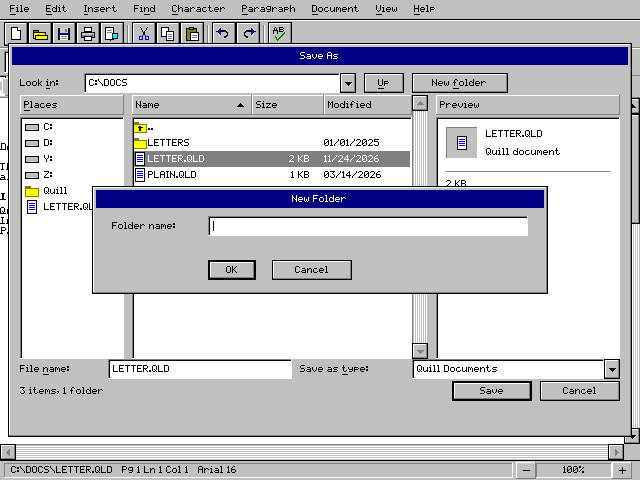 File Edit Insert Find Character Paragraph Document View Help
AB
Save As
Look in: C:\DOCS Up New folder
Places Name Size Modified Preview
C: ..
D: LETTERS 01/01/2025 LETTER.QLD
Y: LETTER.QLD 2 KB 11/24/2026 Quill document
Z: PLAIN.QLD 1 KB 03/14/2026
Quill 2 KB
LETTER.QL
New Folder
Folder name:
OK Cancel
File name: LETTER.QLD Save as type: Quill Documents
3 items, 1 folder Save Cancel
C:\DOCS\LETTER.QLD Pg 1 Ln 1 Col 1 Arial 16 100%